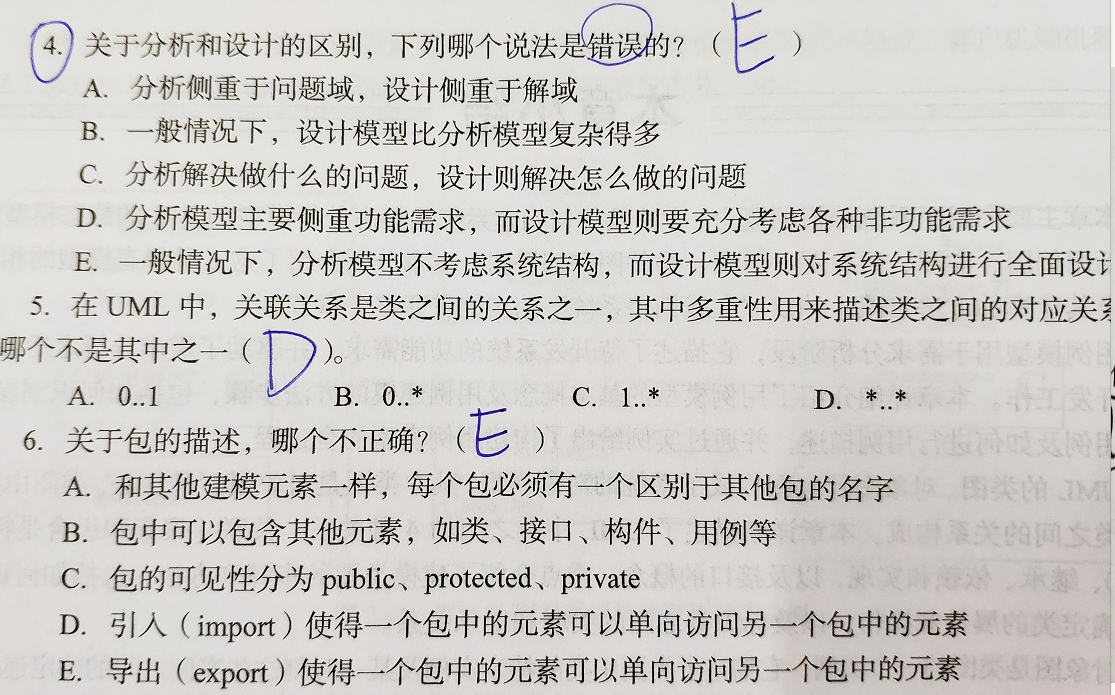 4. 关于分析和设计的区别，下列哪个说法是错误的？（ E ）
A. 分析侧重于问题域，设计侧重于解域
B. 一般情况下，设计模型比分析模型复杂得多
C. 分析解决做什么的问题，设计则解决怎么做的问题
D. 分析模型主要侧重功能需求，而设计模型则要充分考虑各种非功能需求
E. 一般情况下，分析模型不考虑系统结构，而设计模型则对系统结构进行全面设计
5. 在 UML 中，关联关系是类之间的关系之一，其中多重性用来描述类之间的对应关系
哪个不是其中之一（ D ）。
A. 0..1 B. 0..* C. 1..* D. *..*
6. 关于包的描述，哪个不正确？（ E ）
A. 和其他建模元素一样，每个包必须有一个区别于其他包的名字
B. 包中可以包含其他元素，如类、接口、构件、用例等
C. 包的可见性分为 public、protected、private
D. 引入（import）使得一个包中的元素可以单向访问另一个包中的元素
E. 导出（export）使得一个包中的元素可以单向访问另一个包中的元素